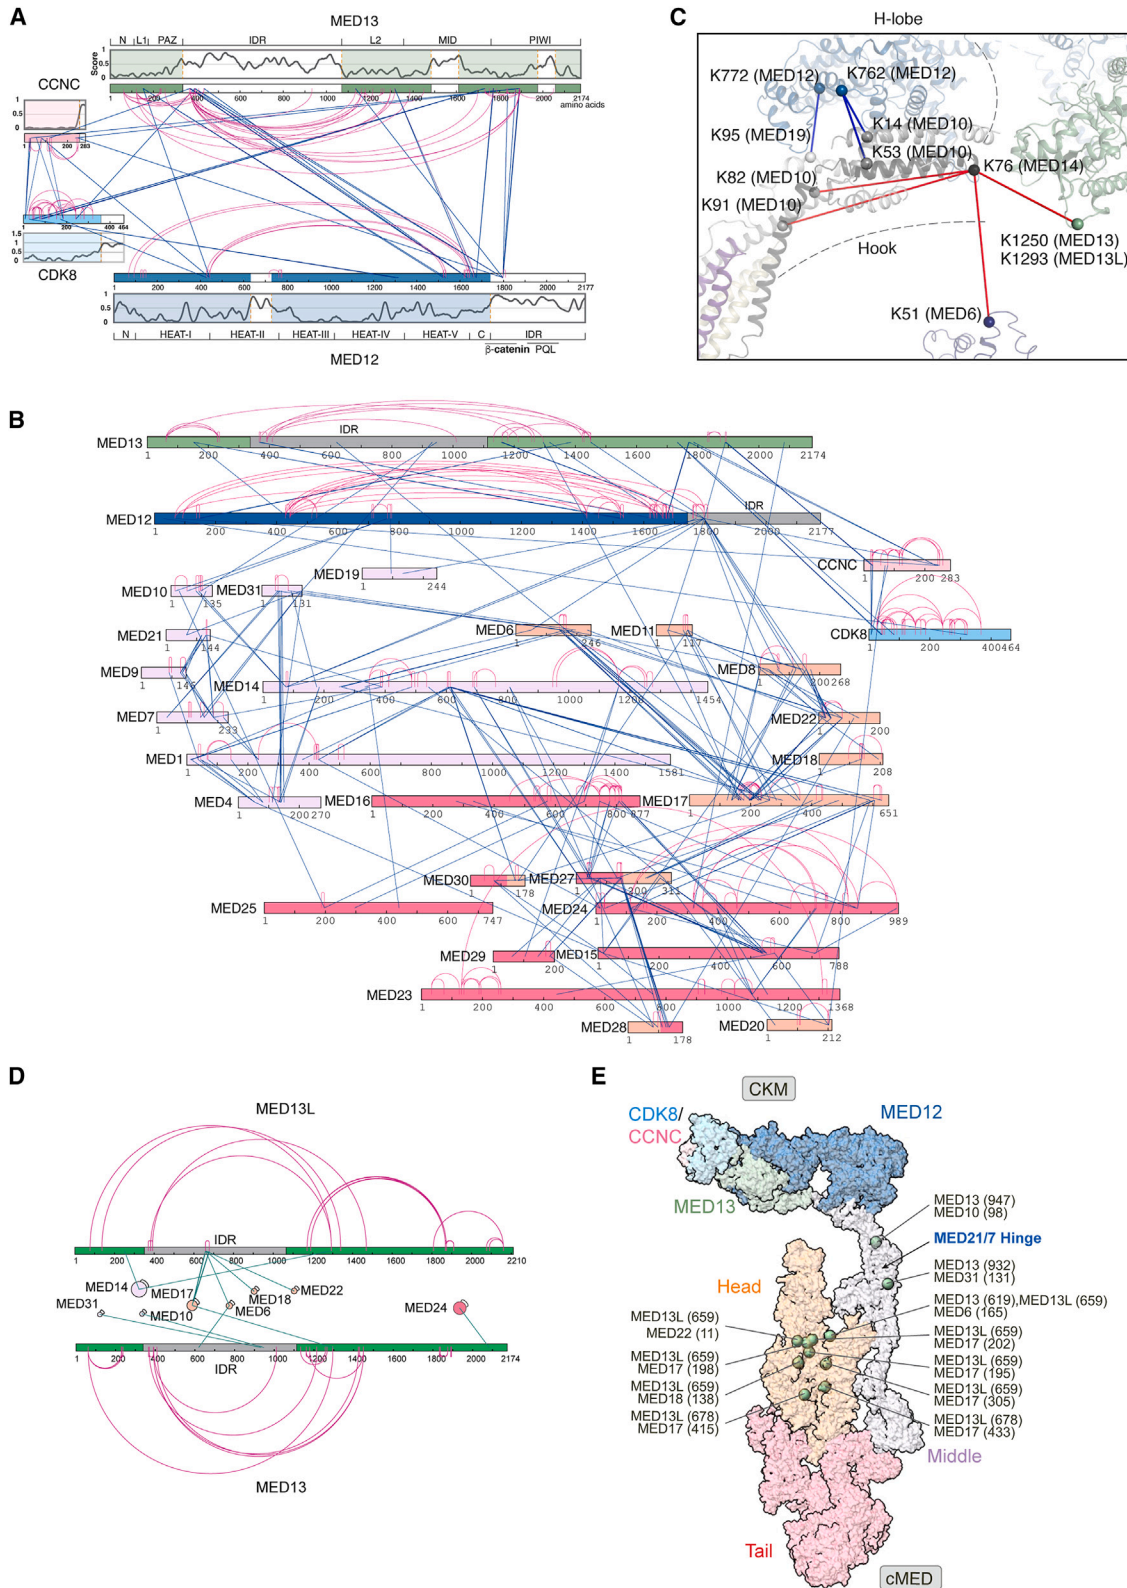 A
MED13
N L1 PAZ IDR L2 MID PIWI
Score
1
0.5
0
200 400 600 800 1000 1200 1400 1600 1800 2000 2174
amino acids
CCNC
1
0.5
0
1 200 283
1 200 400 464
1.5
1
0.5
0
CDK8
1 200 400 600 800 1000 1200 1400 1600 1800 2000 2177
1
0.5
0
N HEAT-I HEAT-II HEAT-III HEAT-IV HEAT-V C IDR
β-catenin PQL
MED12
C
H-lobe
K772 (MED12) K762 (MED12)
K14 (MED10)
K95 (MED19)
K53 (MED10)
K76 (MED14)
K82 (MED10)
K91 (MED10)
Hook
K1250 (MED13)
K1293 (MED13L)
K51 (MED6)
B
MED13 IDR
1 200 400 600 800 1000 1200 1400 1600 1800 2000 2174
MED12 IDR
1 200 400 600 800 1000 1200 1400 1600 1800 2000 2177
CCNC
1 200 283
MED19
1 244
MED10
1 135
MED31
1 131
MED21
1 144
MED6
1 246
MED11
1 117
CDK8
1 200 400 464
MED9
1 146
MED14
1 200 400 600 800 1000 1200 1454
MED8
1 200 268
MED7
1 233
MED22
1 200
MED1
1 200 400 600 800 1000 1200 1400 1581
MED18
1 208
MED4
1 200 270
MED16
1 200 400 600 800 877
MED17
1 200 400 651
MED30
1 178
MED27
1 200 311
MED25
1 200 400 600 747
MED24
1 200 400 600 800 989
MED29
1 200
MED15
1 200 400 600 788
MED23
1 200 400 600 800 1000 1200 1368
MED28
1 178
MED20
1 212
D
MED13L
IDR
1 200 400 600 800 1000 1200 1400 1600 1800 2000 2210
MED14
MED17
MED18
MED22
MED31
MED10
MED6
MED24
1 200 400 600 800 1000 1200 1400 1600 1800 2000 2174
IDR
MED13
E
CKM
CDK8/
CCNC
MED12
MED13
MED13 (947)
MED10 (98)
MED21/7 Hinge
MED13 (932)
MED31 (131)
Head
MED13 (619),MED13L (659)
MED6 (165)
MED13L (659)
MED22 (11)
MED13L (659)
MED17 (202)
MED13L (659)
MED17 (198)
MED13L (659)
MED17 (195)
MED13L (659)
MED18 (138)
MED13L (659)
MED17 (305)
MED13L (678)
MED17 (415)
MED13L (678)
MED17 (433)
Middle
Tail
cMED